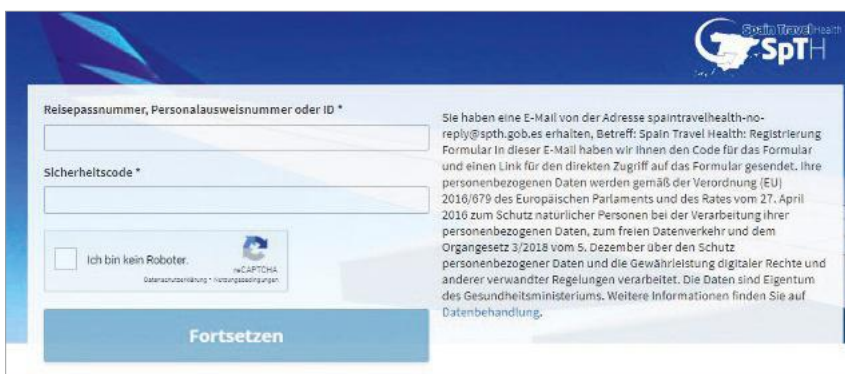 Spain Travel Health
SpTH
Reisepassnummer, Personalausweisnummer oder ID *
Sicherheitscode *
Ich bin kein Roboter.
reCAPTCHA
Datenschutzerklärung • Nutzungsbedingungen
Fortsetzen
Sie haben eine E-Mail von der Adresse spaintravelhealth-no-
reply@spth.gob.es erhalten, Betreff: Spain Travel Health: Registrierung
Formular In dieser E-Mail haben wir Ihnen den Code für das Formular
und einen Link für den direkten Zugriff auf das Formular gesendet. Ihre
personenbezogenen Daten werden gemäß der Verordnung (EU)
2016/679 des Europäischen Parlaments und des Rates vom 27. April
2016 zum Schutz natürlicher Personen bei der Verarbeitung ihrer
personenbezogenen Daten, zum freien Datenverkehr und dem
Organgesetz 3/2018 vom 5. Dezember über den Schutz
personenbezogener Daten und die Gewährleistung digitaler Rechte und
anderer verwandter Regelungen verarbeitet. Die Daten sind Eigentum
des Gesundheitsministeriums. Weitere Informationen finden Sie auf
Datenbehandlung.